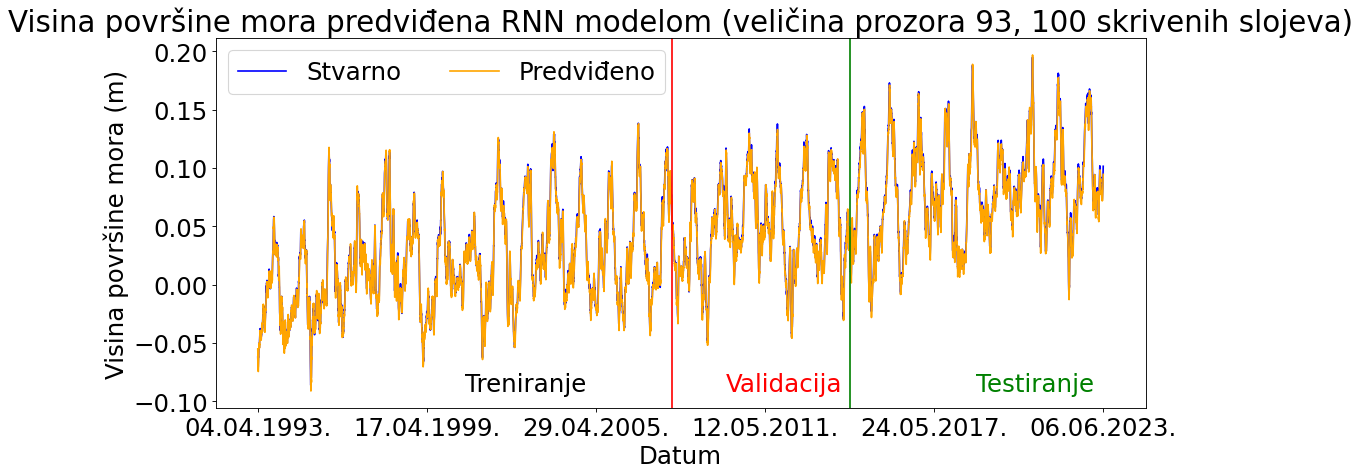 Visina površine mora predviđena RNN modelom (veličina prozora 93, 100 skrivenih slojeva)
Stvarno Predviđeno
Visina površine mora (m)
0.20
0.15
0.10
0.05
0.00
−0.05
−0.10
Treniranje Validacija Testiranje
04.04.1993. 17.04.1999. 29.04.2005. 12.05.2011. 24.05.2017. 06.06.2023.
Datum